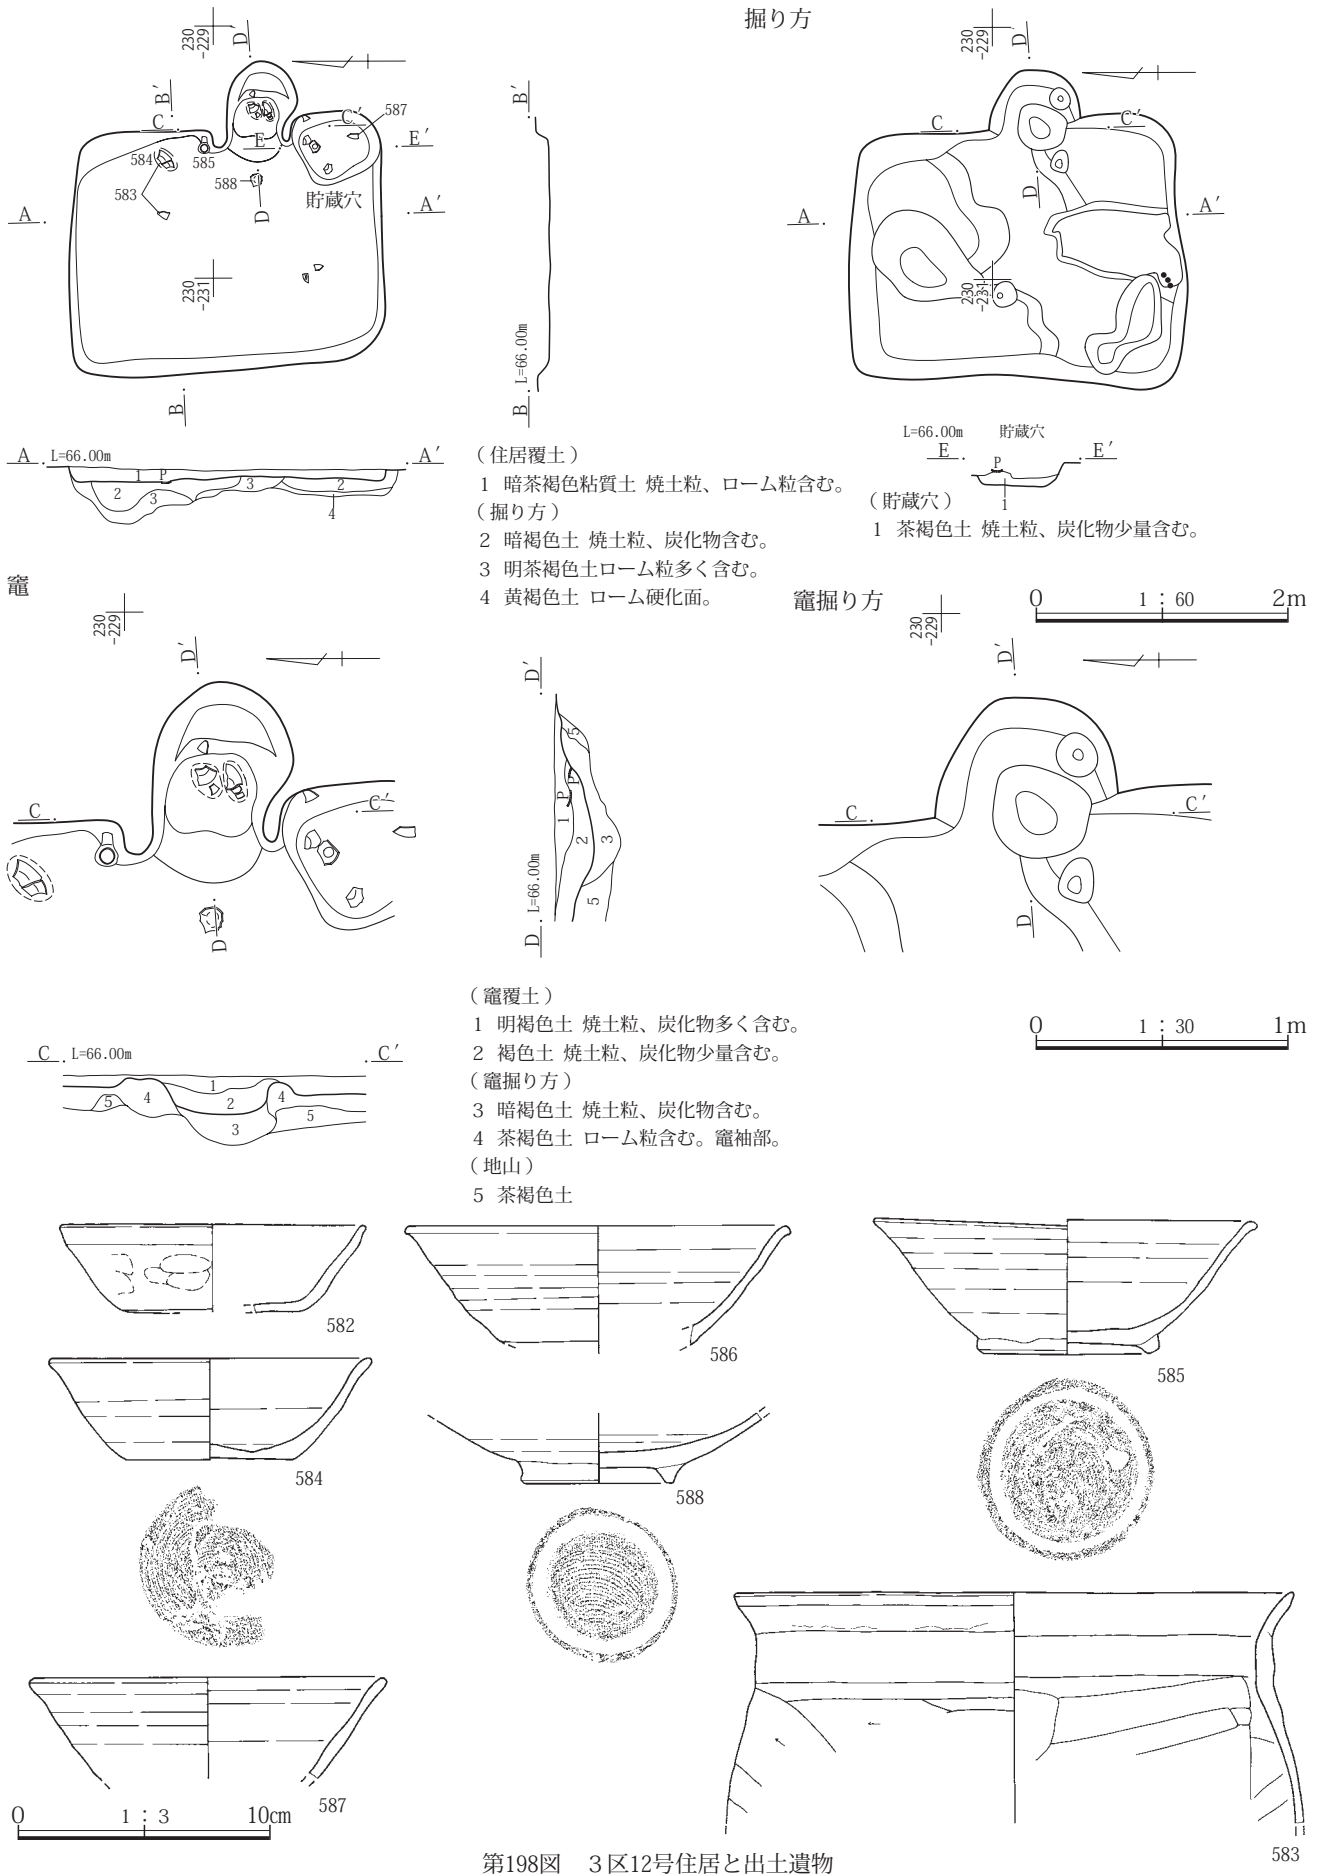 掘り方
230
-229
D′
B′
C
C′
587
E
E′
584
585
583
588
貯蔵穴
A
D
A′
230
-231
B
B′
L=66.00m
B
230
-229
D′
C
C′
A
D
A′
230
-231
A L=66.00m A′
1 P
2 3 3 2
4
(住居覆土)
1 暗茶褐色粘質土 焼土粒、ローム粒含む。
(掘り方)
2 暗褐色土 焼土粒、炭化物含む。
3 明茶褐色土ローム粒多く含む。
4 黄褐色土 ローム硬化面。
L=66.00m 貯蔵穴
E E′
P
1
(貯蔵穴)
1 茶褐色土 焼土粒、炭化物少量含む。
竈
230
-229
D′
C
C′
D
D′
5
P
P
1
2
3
5
L=66.00m
D
竈掘り方
230
-229
0 1:60 2m
D′
C
C′
D
(竈覆土)
1 明褐色土 焼土粒、炭化物多く含む。
2 褐色土 焼土粒、炭化物少量含む。
(竈掘り方)
3 暗褐色土 焼土粒、炭化物含む。
4 茶褐色土 ローム粒含む。竈袖部。
(地山)
5 茶褐色土
0 1:30 1m
C L=66.00m C′
1
5 4 2 4 5
3
582
586
585
584
588
587
583
0 1:3 10cm
第198図 3区12号住居と出土遺物